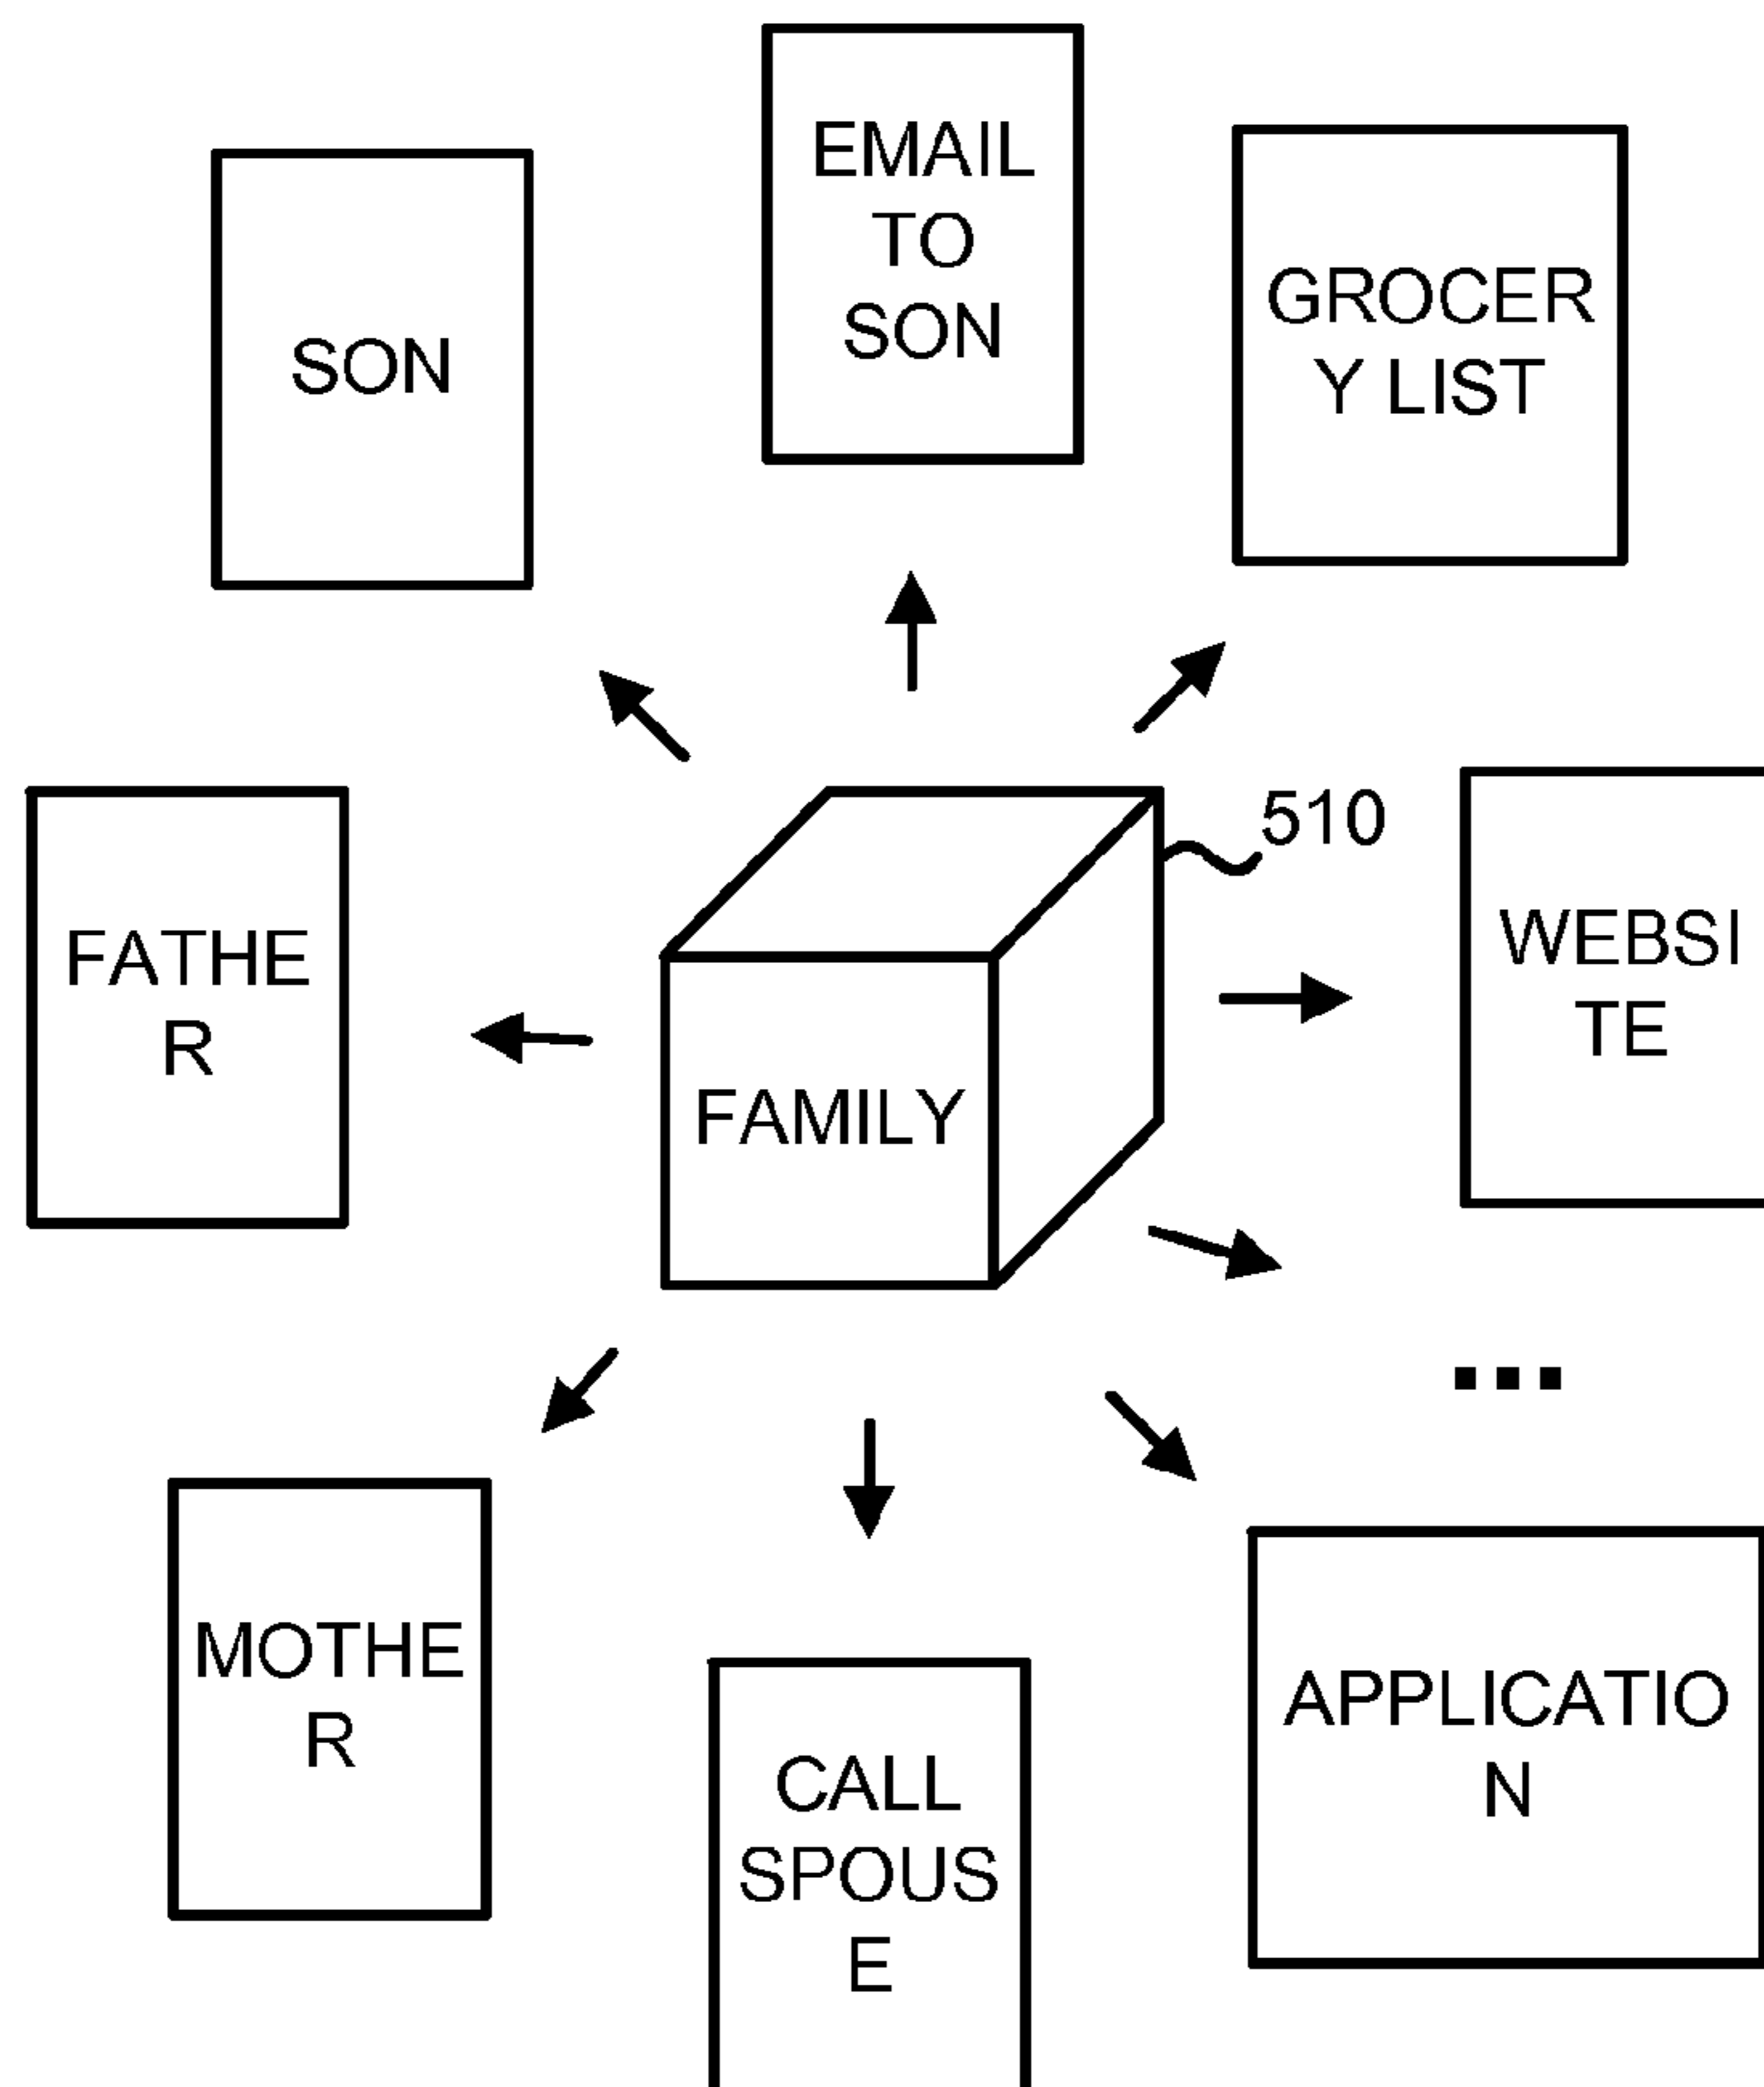 EMAIL
TO
SON
SON
GROCER
Y LIST
510
FATHE
R
WEBSI
TE
FAMILY
...
MOTHE
R
CALL
SPOUS
E
APPLICATIO
N